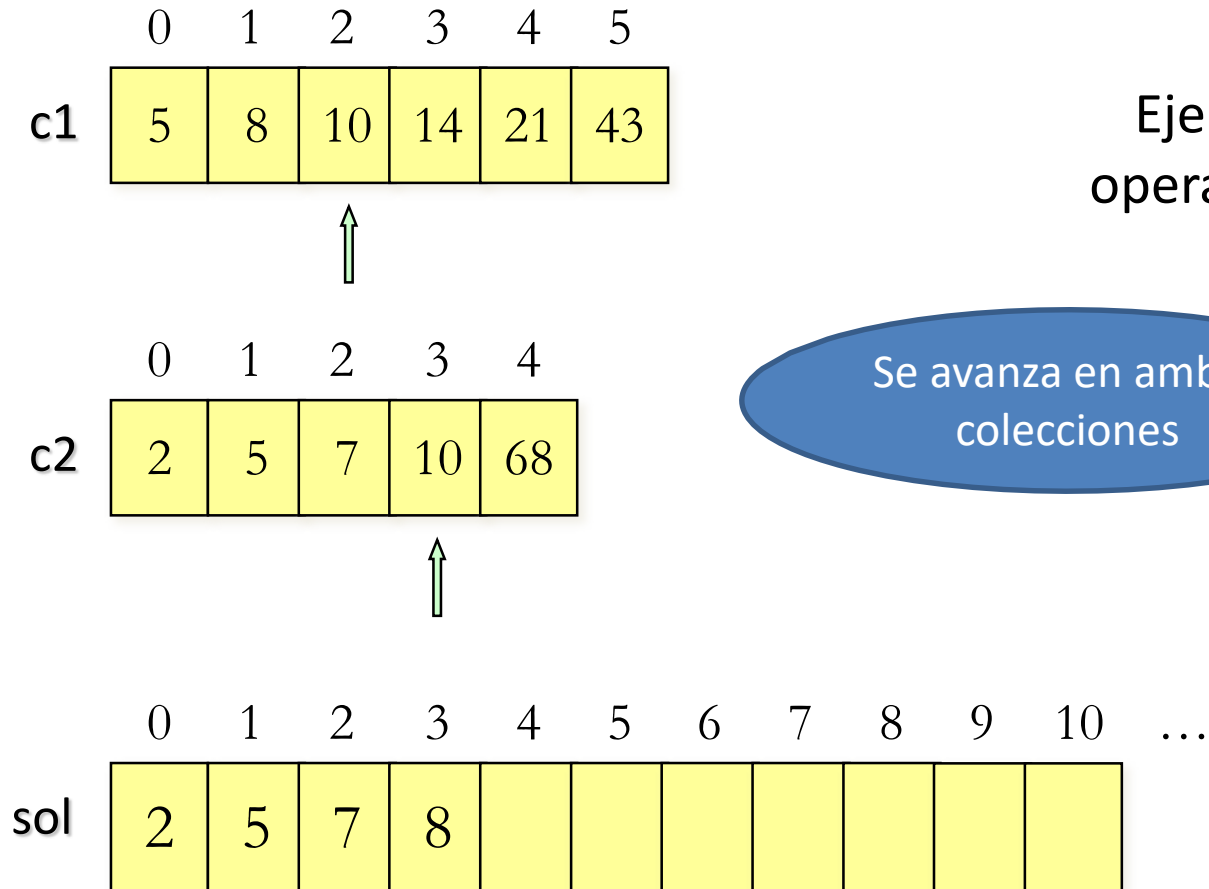 0 1 2 3 4 5
c1 5 8 10 14 21 43
Eje
opera
0 1 2 3 4
c2 2 5 7 10 68
Se avanza en amb
colecciones
0 1 2 3 4 5 6 7 8 9 10 ...
sol 2 5 7 8